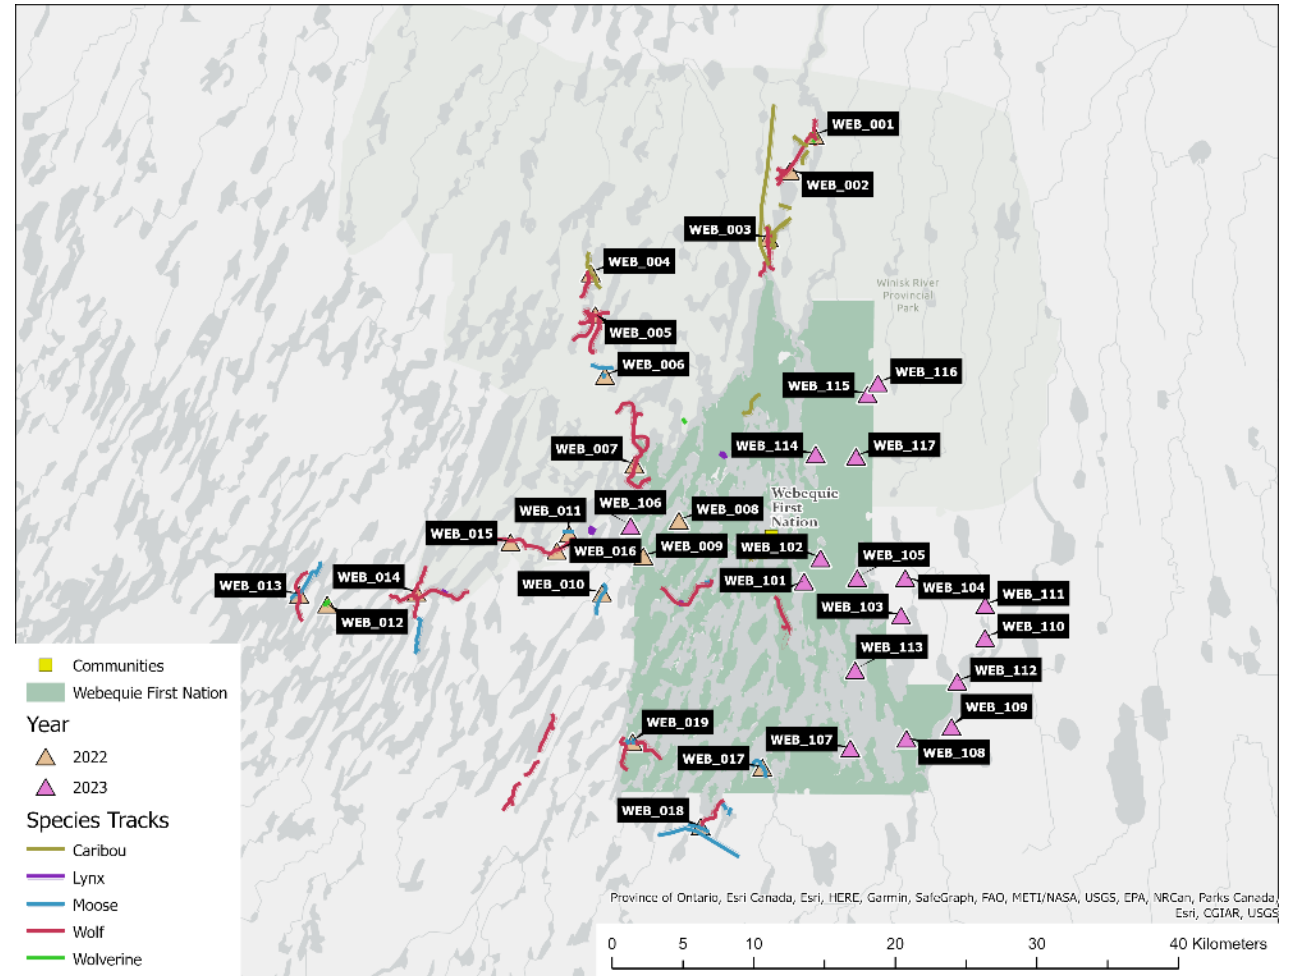 WEB_001
WEB_002
WEB_003
WEB_004
Winisk River
Provincial
Park
WEB_005
WEB_006
WEB_116
WEB_115
WEB_007
WEB_114
WEB_117
Webequie
First
Nation
WEB_106
WEB_011
WEB_008
WEB_015
WEB_016
WEB_009
WEB_102
WEB_105
WEB_013
WEB_014
WEB_010
WEB_101
WEB_104
WEB_111
WEB_012
WEB_103
WEB_110
WEB_113
WEB_112
WEB_019
WEB_109
WEB_107
WEB_108
WEB_017
WEB_018
Communities
Webequie First Nation
Year
2022
2023
Species Tracks
Caribou
Lynx
Moose
Wolf
Wolverine
Province of Ontario, Esri Canada, Esri, HERE, Garmin, SafeGraph, FAO, METI/NASA, USGS, EPA, NRCan, Parks Canada,
Esri, CGIAR, USGS
0 5 10 20 30 40 Kilometers